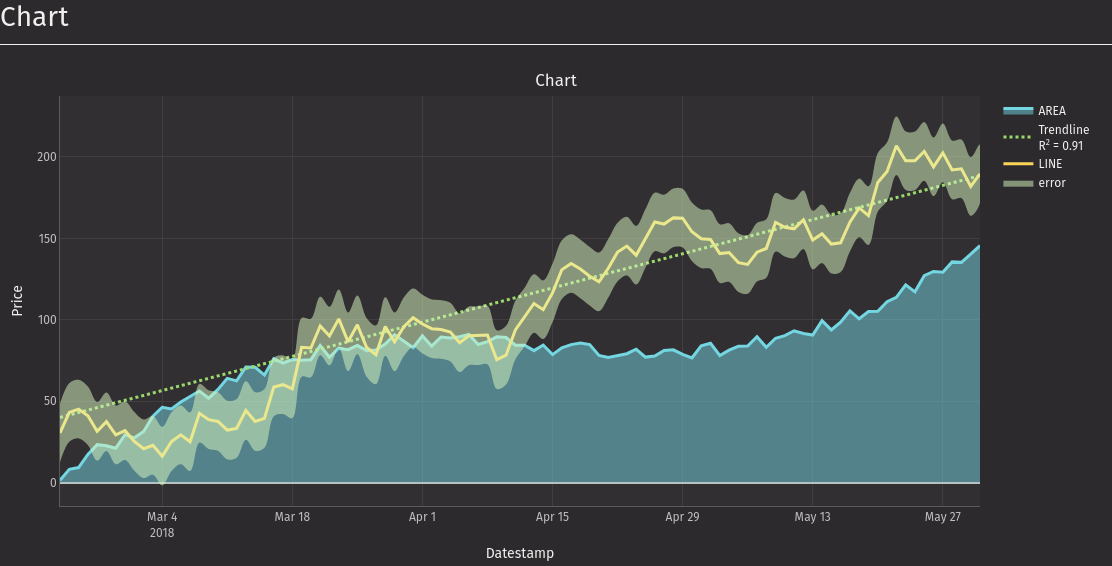 Chart
Chart
AREA
Trendline
R² = 0.91
LINE
error
Price
200
150
100
50
0
Mar 4
2018
Mar 18
Apr 1
Apr 15
Apr 29
May 13
May 27
Datestamp